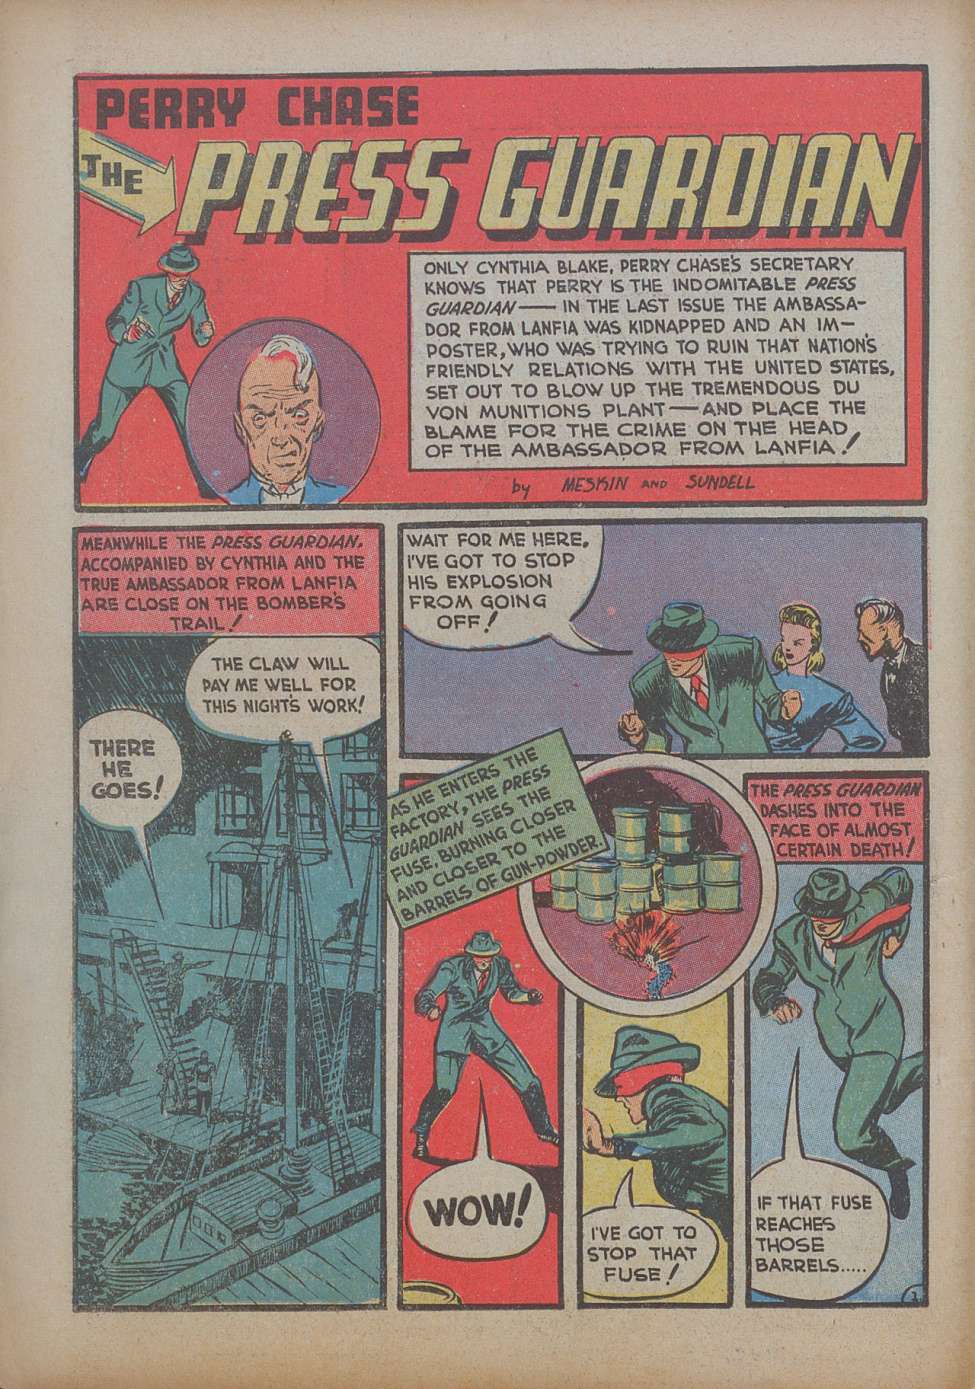 PERRY CHASE
THE
PRESS GUARDIAN
ONLY CYNTHIA BLAKE, PERRY CHASE'S SECRETARY
KNOWS THAT PERRY IS THE INDOMITABLE PRESS
GUARDIAN — IN THE LAST ISSUE THE AMBASSA-
DOR FROM LANFIA WAS KIDNAPPED AND AN IM-
POSTER, WHO WAS TRYING TO RUIN THAT NATION'S
FRIENDLY RELATIONS WITH THE UNITED STATES,
SET OUT TO BLOW UP THE TREMENDOUS DU
VON MUNITIONS PLANT — AND PLACE THE
BLAME FOR THE CRIME ON THE HEAD
OF THE AMBASSADOR FROM LANFIA!
by MESKIN AND SUNDELL
MEANWHILE THE PRESS GUARDIAN,
ACCOMPANIED BY CYNTHIA AND THE
TRUE AMBASSADOR FROM LANFIA
ARE CLOSE ON THE BOMBER'S
TRAIL!
THE CLAW WILL
PAY ME WELL FOR
THIS NIGHT'S WORK!
THERE
HE
GOES!
WAIT FOR ME HERE,
I'VE GOT TO STOP
HIS EXPLOSION
FROM GOING
OFF!
AS HE ENTERS THE
FACTORY, THE PRESS
GUARDIAN SEES THE
FUSE, BURNING CLOSER
AND CLOSER TO THE
BARRELS OF GUN-POWDER.
WOW!
I'VE GOT TO
STOP THAT
FUSE!
THE PRESS GUARDIAN
DASHES INTO THE
FACE OF ALMOST
CERTAIN DEATH!
IF THAT FUSE
REACHES
THOSE
BARRELS.....